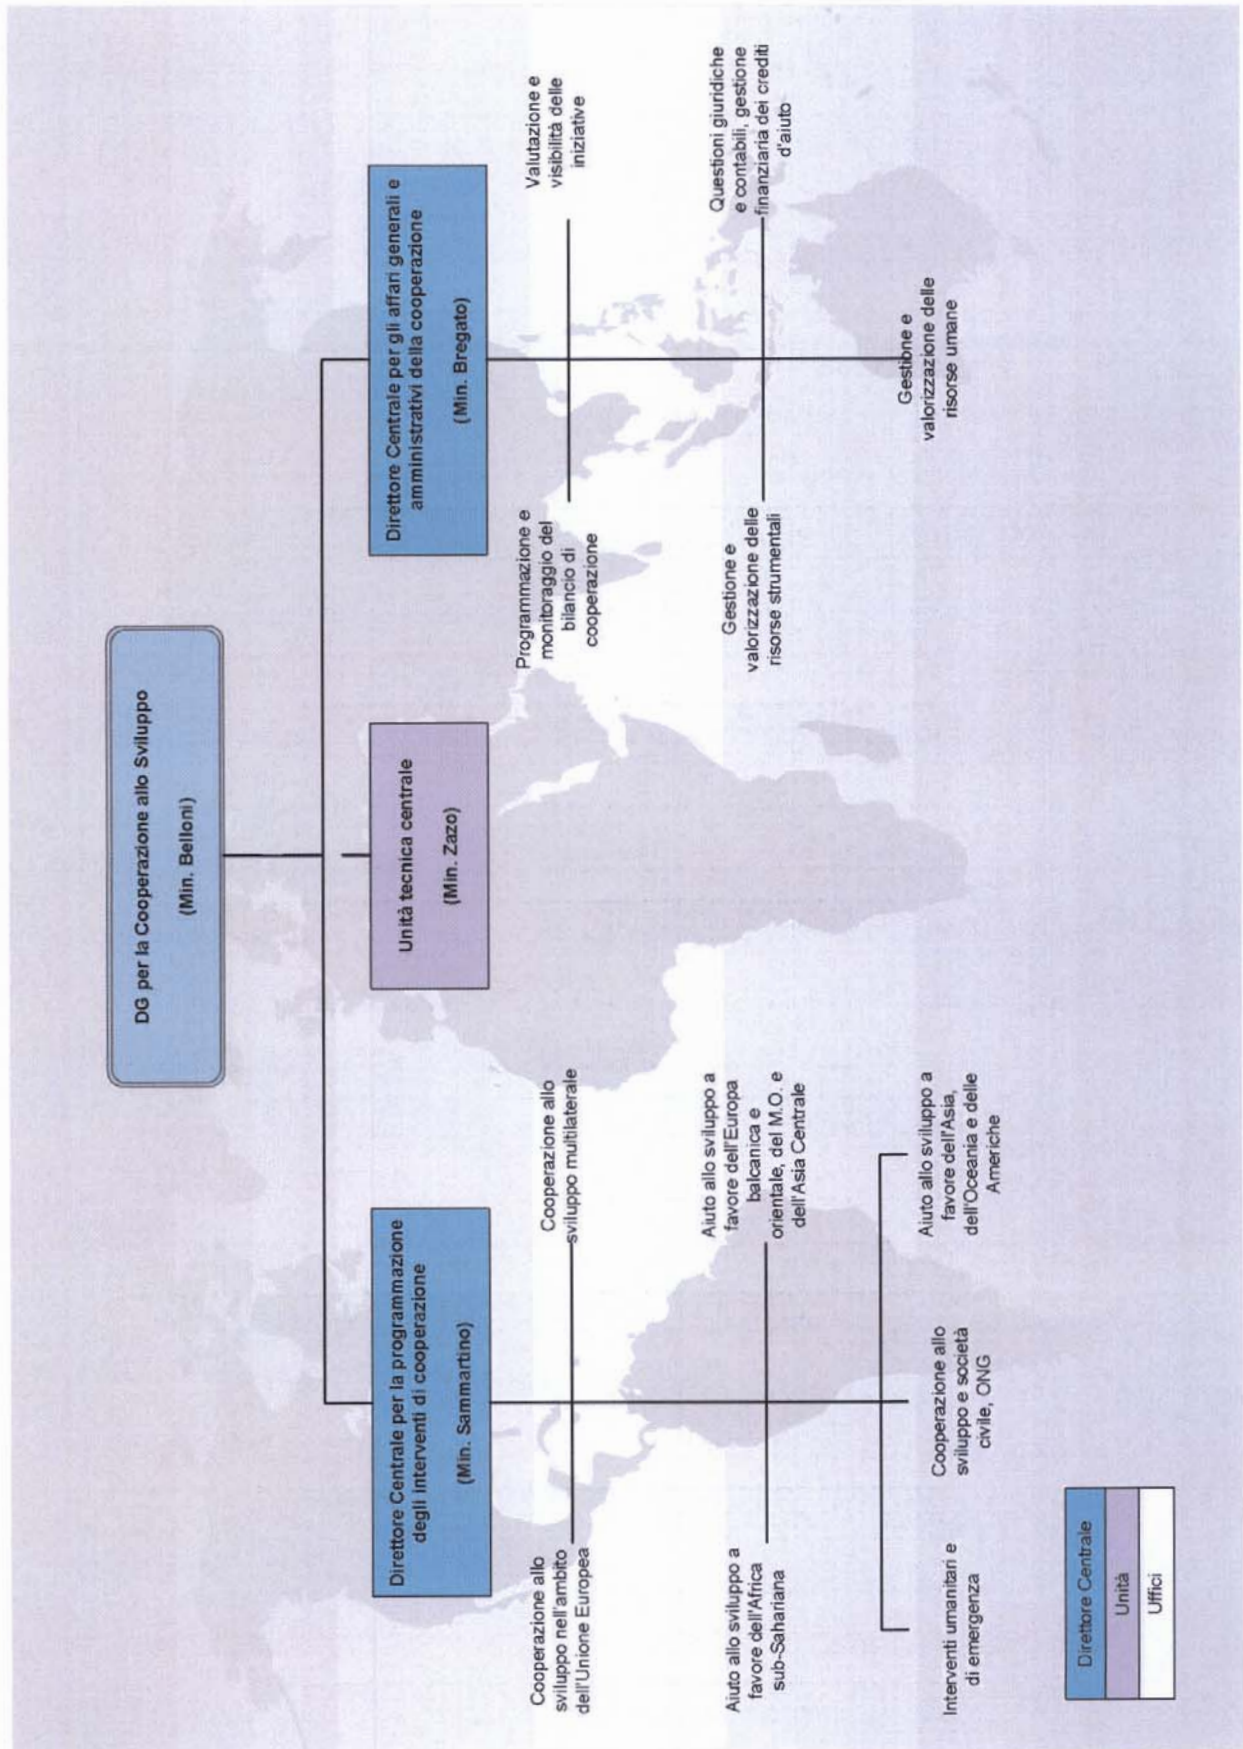 DG per la Cooperazione allo Sviluppo
(Min. Belloni)
Direttore Centrale per la programmazione
degli interventi di cooperazione
(Min. Sammartino)
Unità tecnica centrale
(Min. Zazo)
Direttore Centrale per gli affari generali e
amministrativi della cooperazione
(Min. Bregato)
Cooperazione allo
sviluppo nell'ambito
dell'Unione Europea
Cooperazione allo
sviluppo multilaterale
Programmazione e
monitoraggio del
bilancio di
cooperazione
Valutazione e
visibilità delle
iniziative
Aiuto allo sviluppo a
favore dell'Africa
sub-Sahariana
Aiuto allo sviluppo a
favore dell'Europa
balcanica e
orientale, del M.O. e
dell'Asia Centrale
Gestione e
valorizzazione delle
risorse strumentali
Questioni giuridiche
e contabili, gestione
finanziaria dei crediti
d'aiuto
Interventi umanitari e
di emergenza
Cooperazione allo
sviluppo e società
civile, ONG
Aiuto allo sviluppo a
favore dell'Asia,
dell'Oceania e delle
Americhe
Gestione e
valorizzazione delle
risorse umane
Direttore Centrale
Unità
Uffici